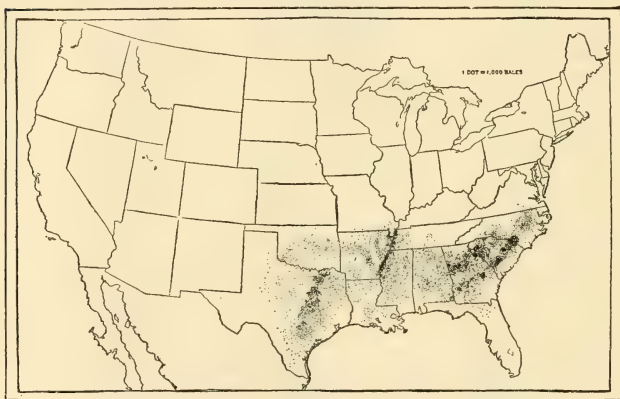 1 DOT = 1,000 BALES